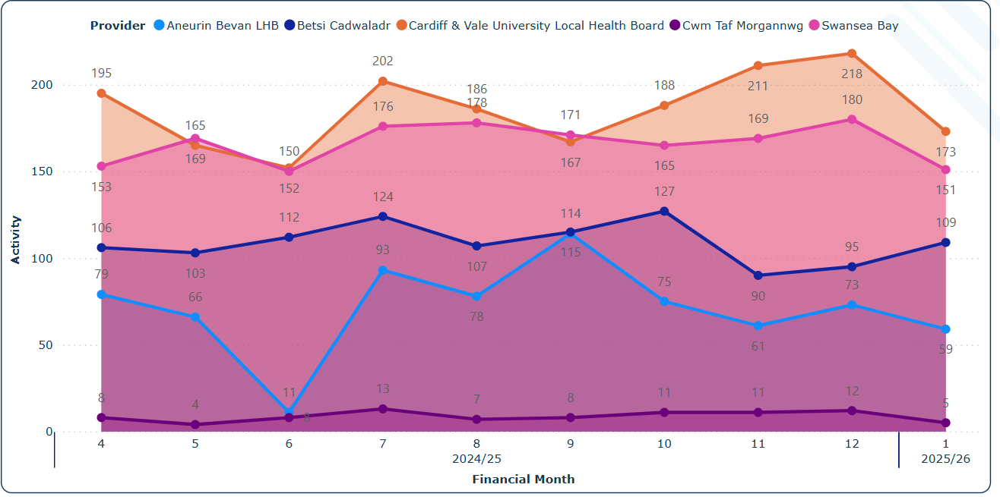 Provider Aneurin Bevan LHB Betsi Cadwaladr Cardiff & Vale University Local Health Board Cwm Taf Morgannwg Swansea Bay
Activity
200
150
100
50
0
195 165 150 202 186 188 211 218 173
178
153 169 152 176 171 165 169 180 151
167
106 103 112 124 107 114 127 90 95 109
115
79 66 11 93 78 75 61 73 59
8 4 8 13 7 8 11 11 12 5
4 5 6 7 8 9 10 11 12 1
2024/25 2025/26
Financial Month